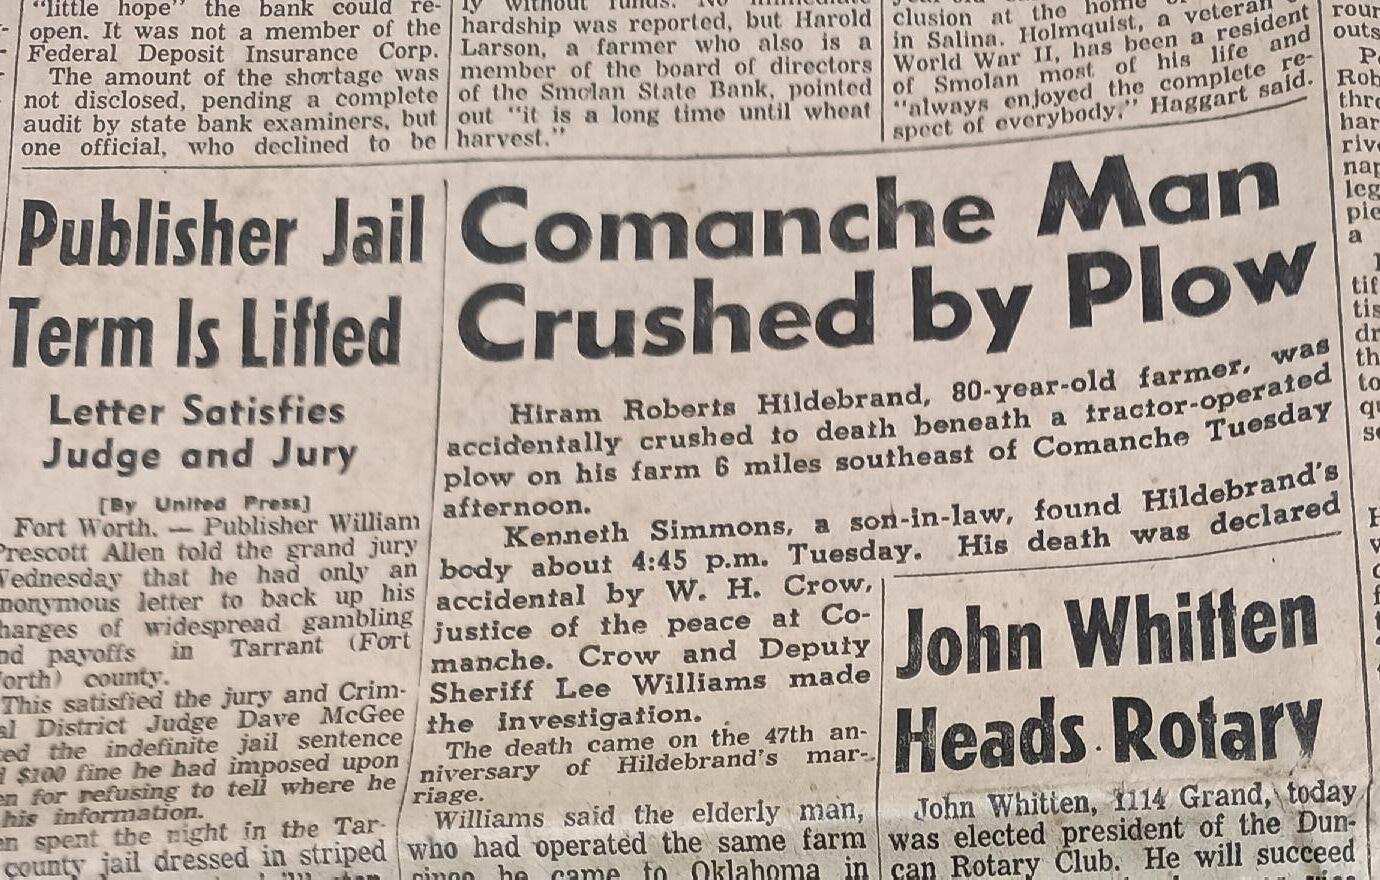 "little hope" the bank could re-
open. It was not a member of the
Federal Deposit Insurance Corp.
The amount of the shortage was
not disclosed, pending a complete
audit by state bank examiners, but
one official, who declined to be
hardship was reported, but Harold
Larson, a farmer who also is a
member of the board of directors
of the Smolan State Bank, pointed
out "it is a long time until wheat
harvest."
clusion at the home
in Salina. Holmquist, a veteran
World War II, has been a resident
of Smolan most of his life and
"always enjoyed the complete re-
spect of everybody," Haggart said.
Publisher Jail
Term Is Lifted
Letter Satisfies
Judge and Jury
[By United Press]
Fort Worth. — Publisher William
Prescott Allen told the grand jury
Wednesday that he had only an
nonymous letter to back up his
harges of widespread gambling
nd payoffs in Tarrant (Fort
orth) county.
This satisfied the jury and Crim-
al District Judge Dave McGee
ted the indefinite jail sentence
$100 fine he had imposed upon
en for refusing to tell where he
his information.
en spent the night in the Tar-
county jail dressed in striped
Comanche Man
Crushed by Plow
Hiram Roberts Hildebrand, 80-year-old farmer, was
accidentally crushed to death beneath a tractor-operated
plow on his farm 6 miles southeast of Comanche Tuesday
afternoon.
Kenneth Simmons, a son-in-law, found Hildebrand's
body about 4:45 p.m. Tuesday. His death was declared
accidental by W. H. Crow,
justice of the peace at Co-
manche. Crow and Deputy
Sheriff Lee Williams made
the investigation.
The death came on the 47th an-
niversary of Hildebrand's mar-
riage.
Williams said the elderly man,
who had operated the same farm
since he came to Oklahoma in
John Whitten
Heads Rotary
John Whitten, 1114 Grand, today
was elected president of the Dun-
can Rotary Club. He will succeed